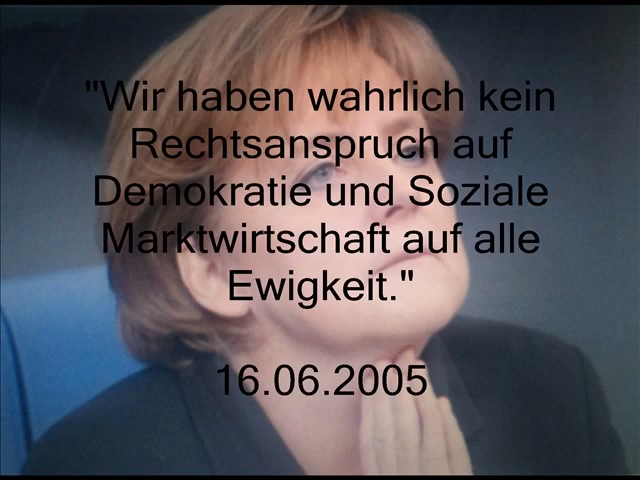 "Wir haben wahrlich kein
Rechtsanspruch auf
Demokratie und Soziale
Marktwirtschaft auf alle
Ewigkeit."
16.06.2005